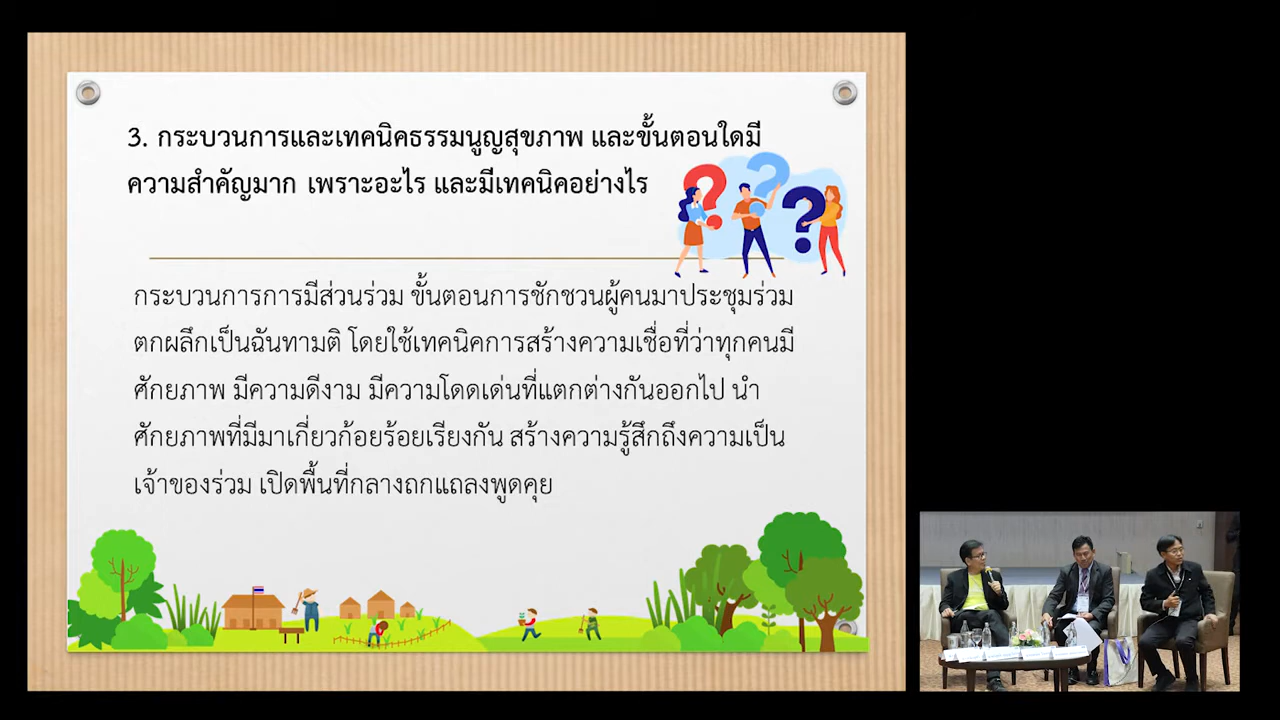 3. กระบวนการและเทคนิคธรรมนูญสุขภาพ และขั้นตอนใดมี
ความสำคัญมาก เพราะอะไร และมีเทคนิคอย่างไร
กระบวนการการมีส่วนร่วม ขั้นตอนการชักชวนผู้คนมาประชุมร่วม
ตกผลึกเป็นฉันทามติ โดยใช้เทคนิคการสร้างความเชื่อที่ว่าทุกคนมี
ศักยภาพ มีความดีงาม มีความโดดเด่นที่แตกต่างกันออกไป นำ
ศักยภาพที่มีมาเกี่ยวก้อยร้อยเรียงกัน สร้างความรู้สึกถึงความเป็น
เจ้าของร่วม เปิดพื้นที่กลางถกแถลงพูดคุย